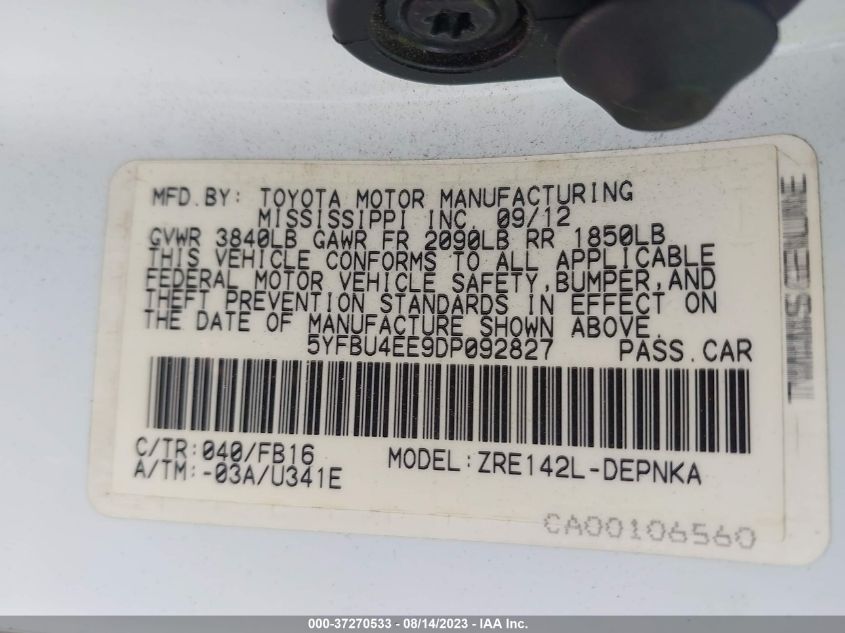 MFD.BY: TOYOTA MOTOR MANUFACTURING
MISSISSIPPI INC. 09/12
GVWR 3840LB GAWR FR 2090LB RR 1850LB
THIS VEHICLE CONFORMS TO ALL APPLICABLE
FEDERAL MOTOR VEHICLE SAFETY,BUMPER,AND
THEFT PREVENTION STANDARDS IN EFFECT ON
THE DATE OF MANUFACTURE SHOWN ABOVE.
5YFBU4EE9DP092827 PASS.CAR
C/TR:040/FB16
A/TM:-03A/U341E
MODEL:ZRE142L-DEPNKA
CA00106560
000-37270533 - 08/14/2023 - IAA Inc.